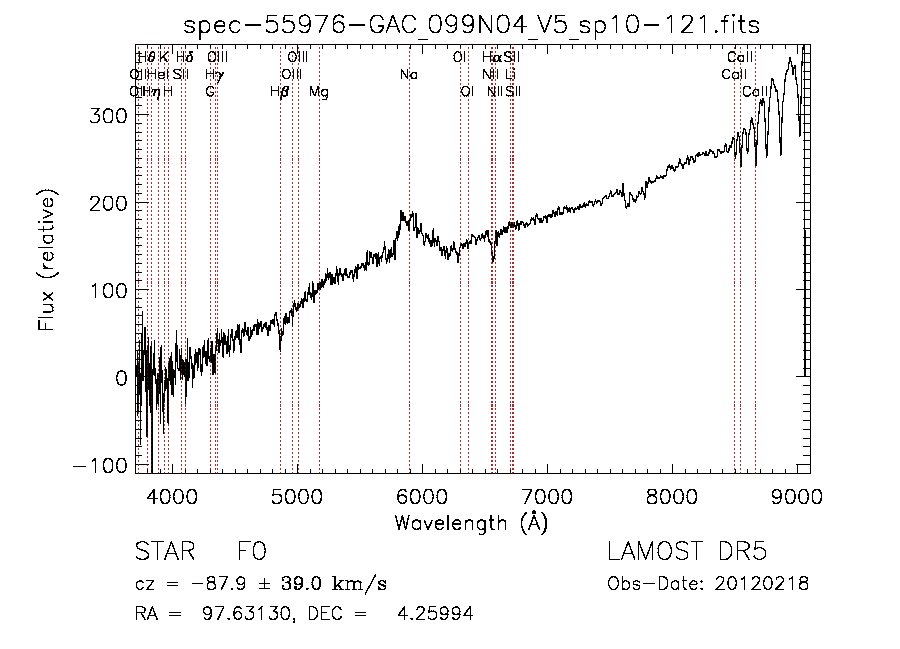 spec-55976-GAC_099N04_V5_sp10-121.fits
Hθ K Hδ OIII OIII OI Hα SII CaII
OII HeI SII Hγ OIII Na NII Li CaII
OII Hη H G Hβ Mg OI NII SII CaII
300
200
100
0
-100
Flux (relative)
4000 5000 6000 7000 8000 9000
Wavelength (Å)
STAR F0 LAMOST DR5
cz = -87.9 ± 39.0 km/s Obs-Date: 20120218
RA = 97.63130, DEC = 4.25994